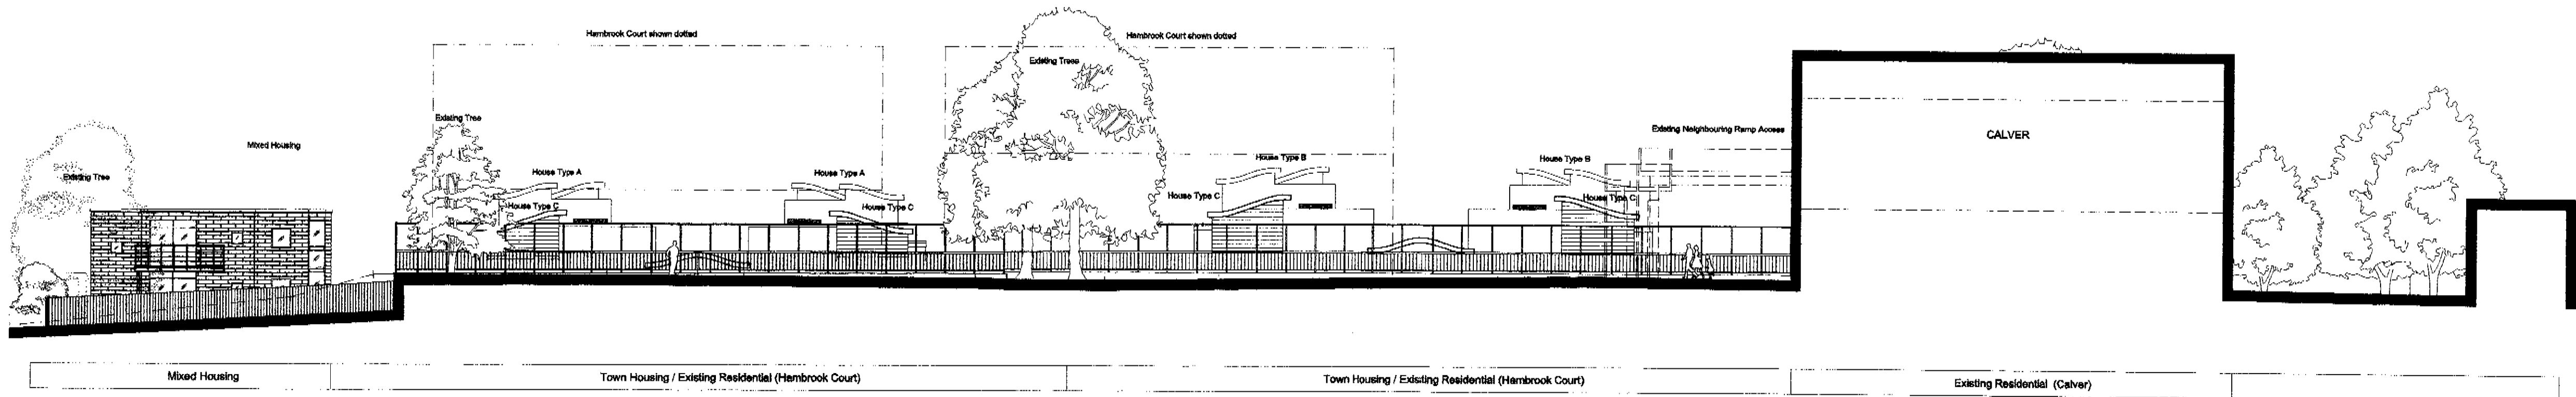 Hambrook Court shown dotted
Hambrook Court shown dotted
Existing Trees
Existing Tree
Existing Neighbouring Ramp Access
CALVER
Mixed Housing
House Type B
House Type B
Existing Tree
House Type A
House Type A
House Type C
House Type C
House Type C
House Type C
Mixed Housing
Town Housing / Existing Residential (Hambrook Court)
Town Housing / Exisiting Residential (Hambrook Court)
Existing Residential (Calver)